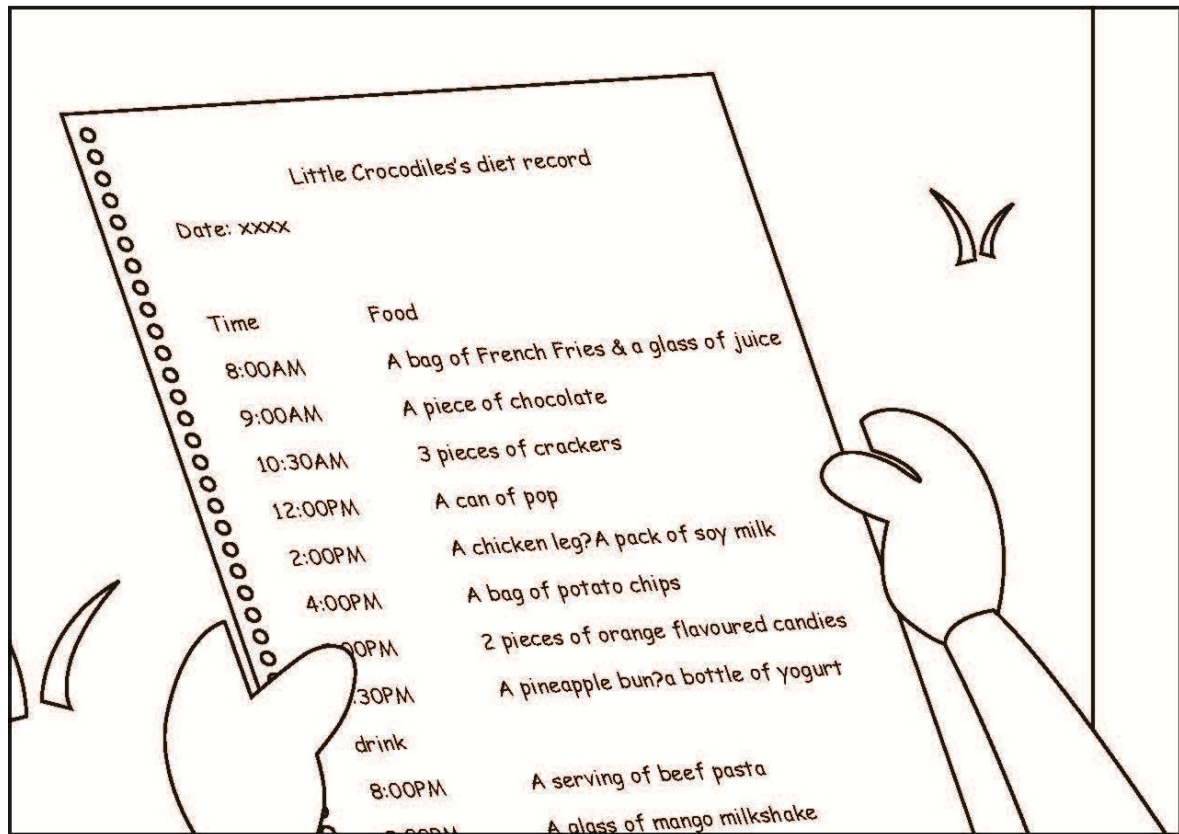 Little Crocodiles's diet record
Date: xxxx
Time Food
8:00AM A bag of French Fries & a glass of juice
9:00AM A piece of chocolate
10:30AM 3 pieces of crackers
12:00PM A can of pop
2:00PM A chicken leg?A pack of soy milk
4:00PM A bag of potato chips
00PM 2 pieces of orange flavoured candies
:30PM A pineapple bun?a bottle of yogurt
drink
8:00PM A serving of beef pasta
A glass of mango milkshake